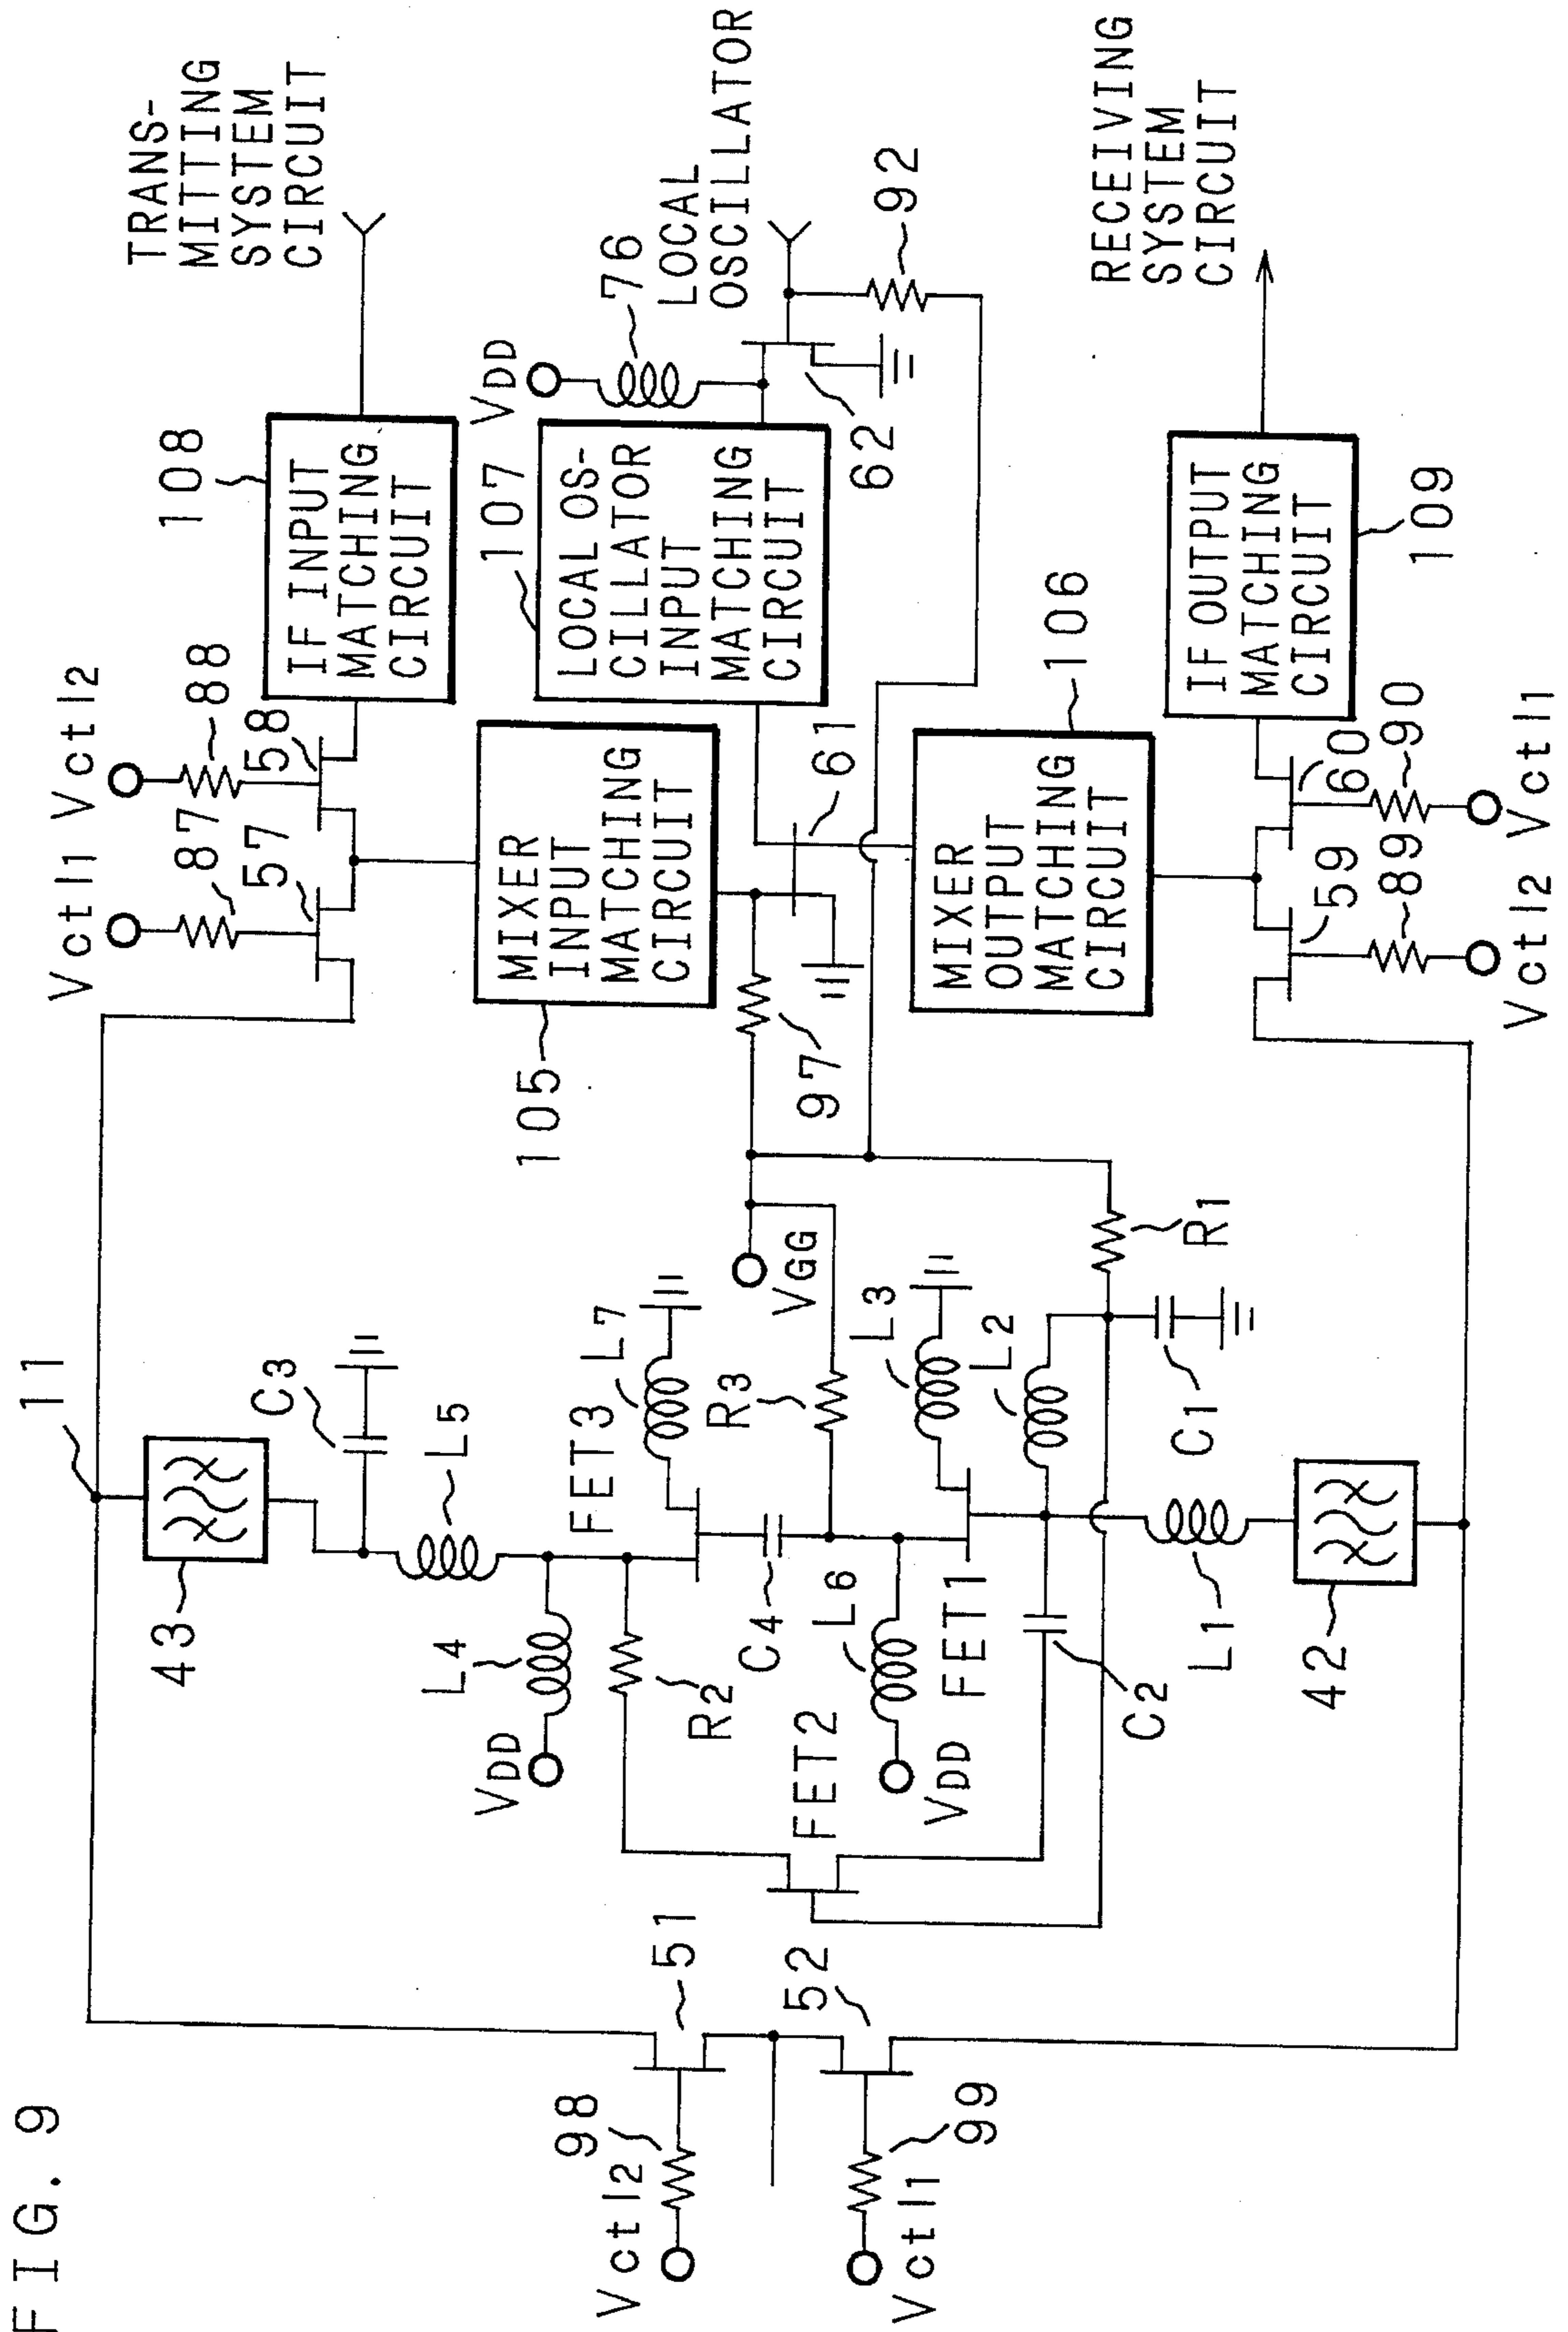 FIG. 9
TRANS-
MITTING
SYSTEM
CIRCUIT
LOCAL
OSCILLATOR
RECEIVING
SYSTEM
CIRCUIT
108
IF INPUT
MATCHING
CIRCUIT
76
VDD
62
92
107
LOCAL OS-
CILLATOR
INPUT
MATCHING
CIRCUIT
109
IF OUTPUT
MATCHING
CIRCUIT
106
MIXER
OUTPUT
MATCHING
CIRCUIT
105
MIXER
INPUT
MATCHING
CIRCUIT
61
97
Vctl1
Vctl2
87
88
57
58
59
60
89
90
Vctl2
Vctl1
11
43
C3
L5
L4
VDD
R2
FET3
L7
C4
R3
VGG
L6
VDD
FET1
L3
L2
R1
C1
C2
L1
42
FET2
51
52
98
99
Vctl2
Vctl1